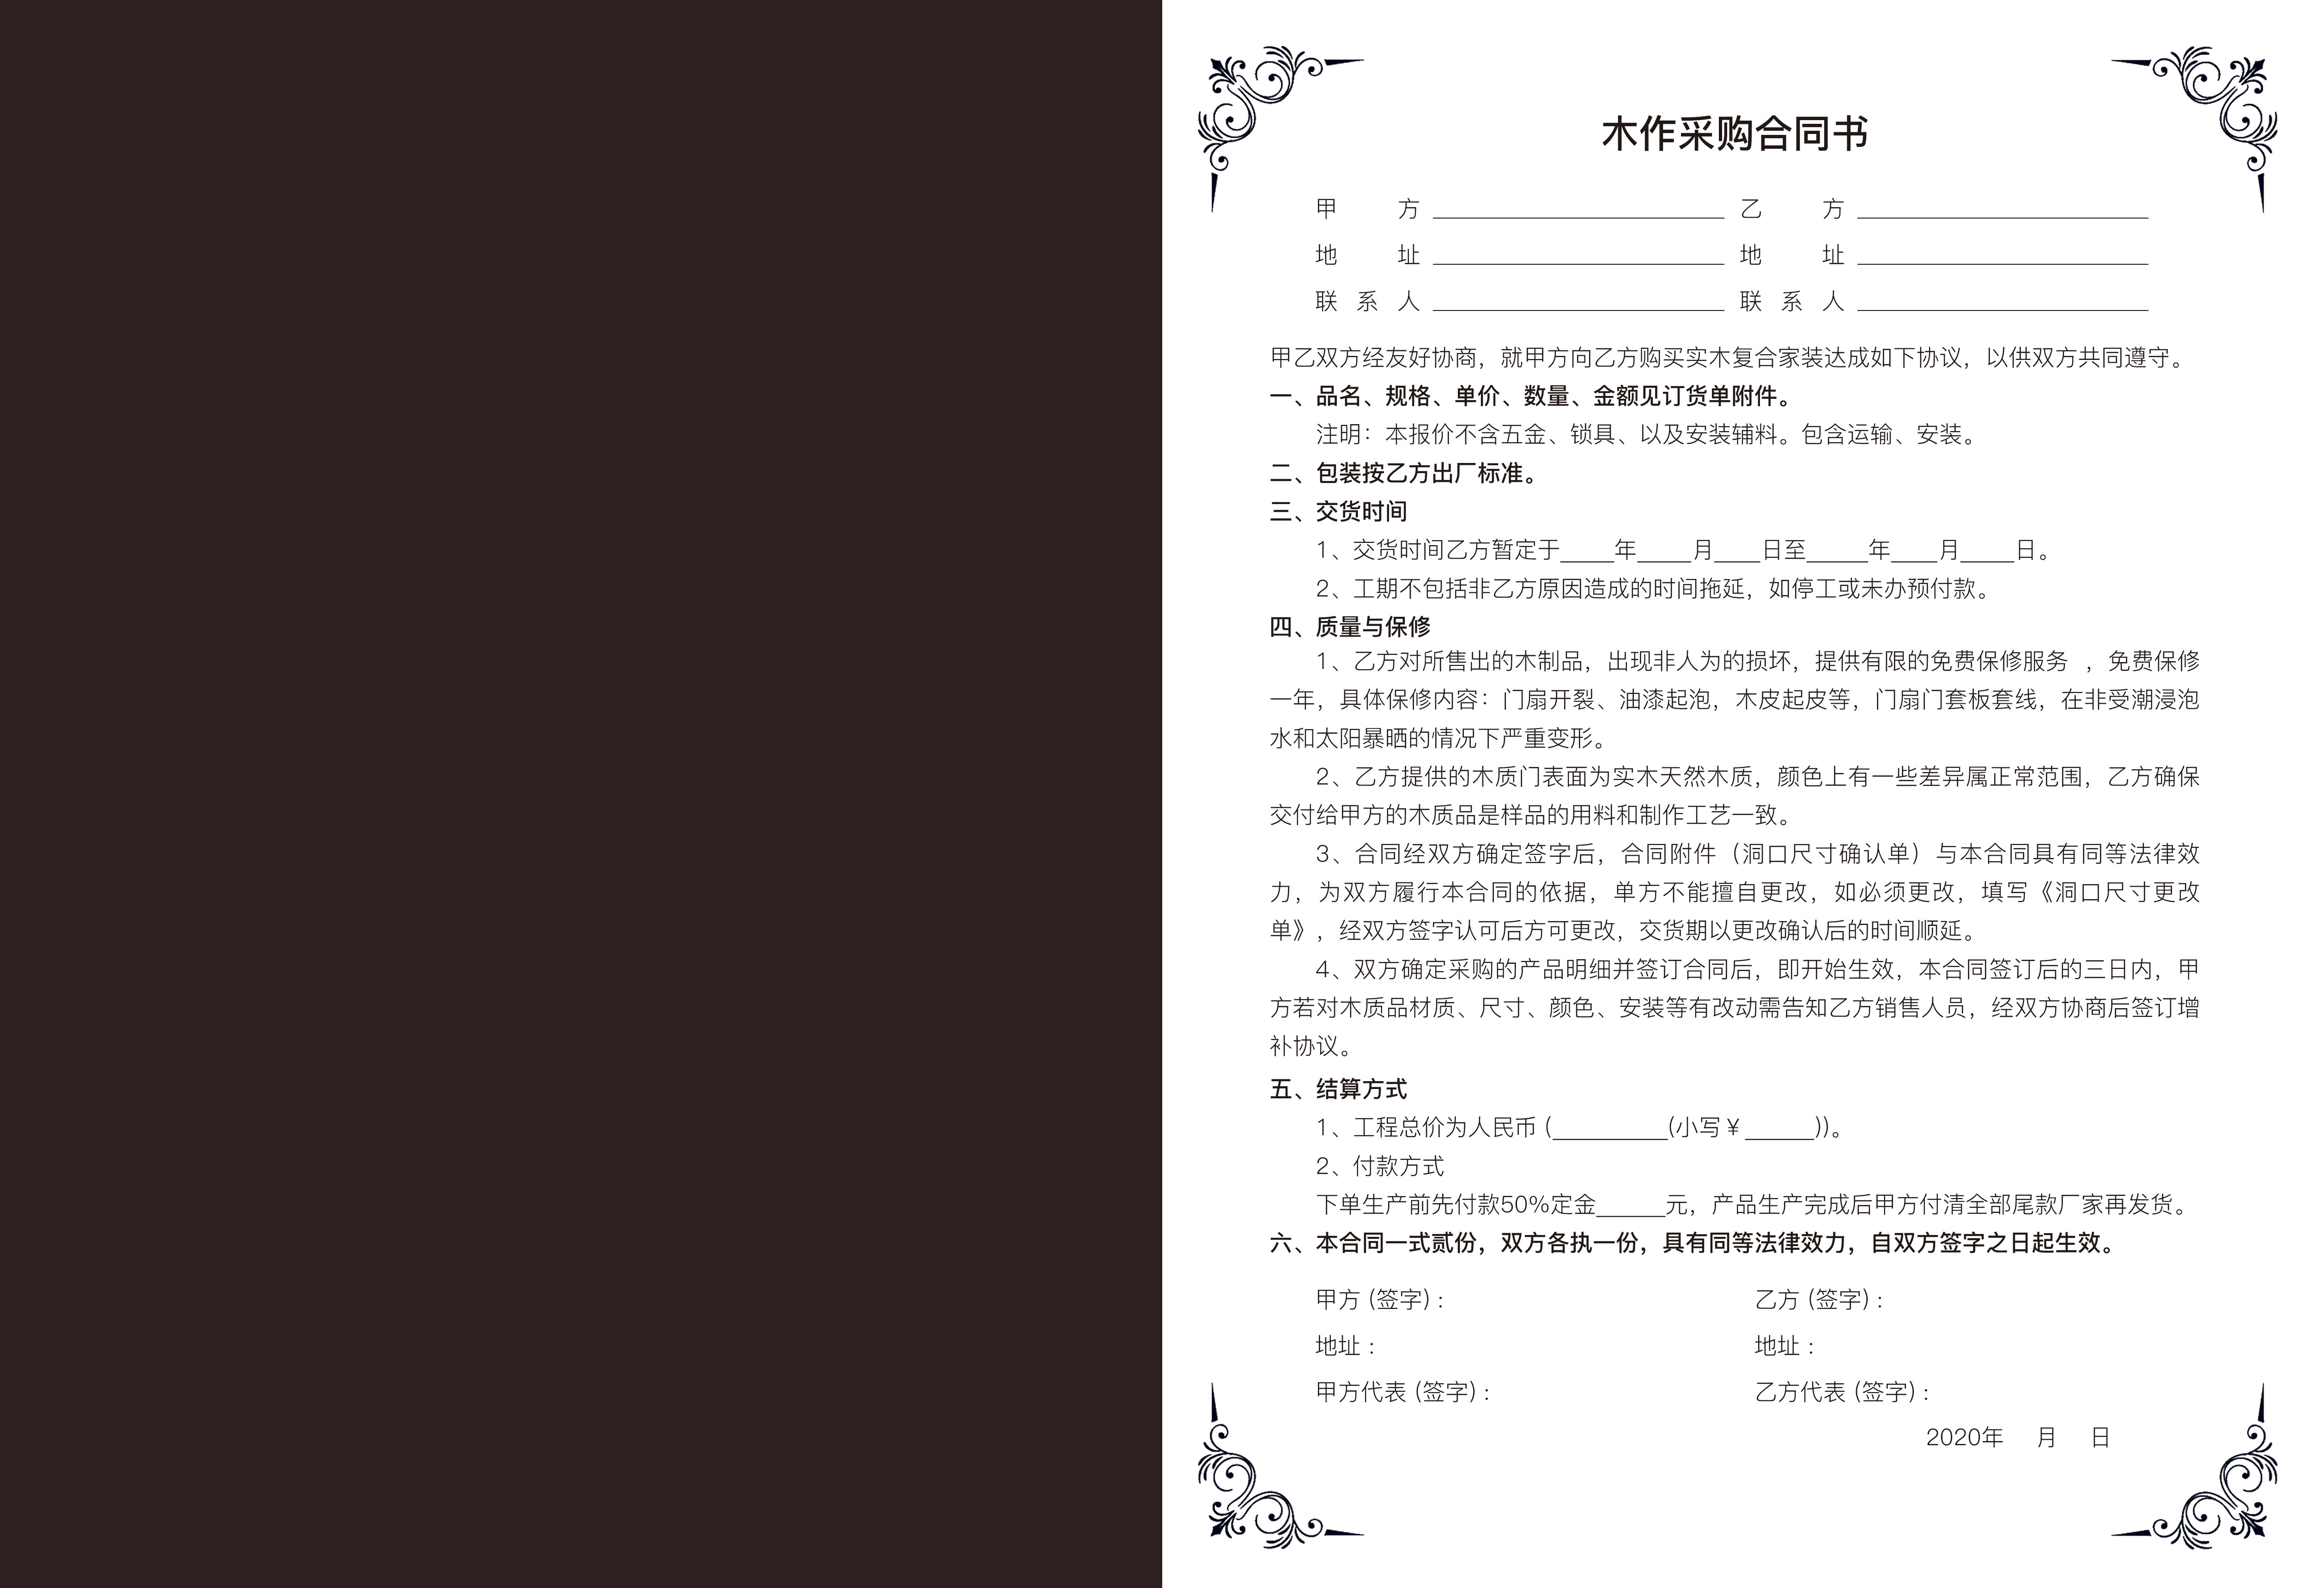 木作采购合同书
甲 方 ____________ 乙 方 ____________
地 址 ____________ 地 址 ____________
联 系 人 ____________ 联 系 人 ____________
甲乙双方经友好协商，就甲方向乙方购买实木复合家装达成如下协议，以供双方共同遵守。
一、品名、规格、单价、数量、金额见订货单附件。
注明：本报价不含五金、锁具、以及安装辅料。包含运输、安装。
二、包装按乙方出厂标准。
三、交货时间
1、交货时间乙方暂定于____年____月____日至____年____月____日。
2、工期不包括非乙方原因造成的时间拖延，如停工或未办预付款。
四、质量与保修
1、乙方对所售出的木制品，出现非人为的损坏，提供有限的免费保修服务 ，免费保修
一年，具体保修内容：门扇开裂、油漆起泡，木皮起皮等，门扇门套板套线，在非受潮浸泡
水和太阳暴晒的情况下严重变形。
2、乙方提供的木质门表面为实木天然木质，颜色上有一些差异属正常范围，乙方确保
交付给甲方的木质品是样品的用料和制作工艺一致。
3、合同经双方确定签字后，合同附件（洞口尺寸确认单）与本合同具有同等法律效
力，为双方履行本合同的依据，单方不能擅自更改，如必须更改，填写《洞口尺寸更改
单》，经双方签字认可后方可更改，交货期以更改确认后的时间顺延。
4、双方确定采购的产品明细并签订合同后，即开始生效，本合同签订后的三日内，甲
方若对木质品材质、尺寸、颜色、安装等有改动需告知乙方销售人员，经双方协商后签订增
补协议。
五、结算方式
1、工程总价为人民币 (__________(小写￥______))。
2、付款方式
下单生产前先付款50%定金______元，产品生产完成后甲方付清全部尾款厂家再发货。
六、本合同一式贰份，双方各执一份，具有同等法律效力，自双方签字之日起生效。
甲方 (签字)： 乙方 (签字)：
地址： 地址：
甲方代表 (签字)： 乙方代表 (签字)：
2020年 月 日